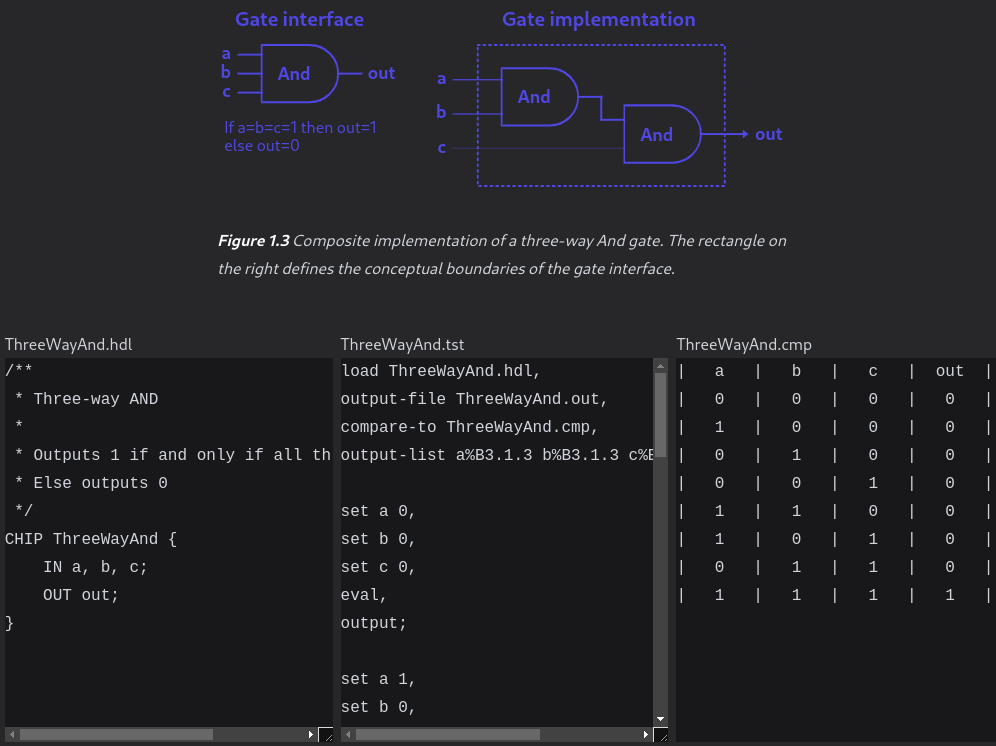 Gate interface
a
b
c
And
out
If a=b=c=1 then out=1
else out=0
Gate implementation
a
b
c
And
And
out
Figure 1.3 Composite implementation of a three-way And gate. The rectangle on
the right defines the conceptual boundaries of the gate interface.
ThreeWayAnd.hdl
/**
 * Three-way AND
 *
 * Outputs 1 if and only if all th
 * Else outputs 0
 */
CHIP ThreeWayAnd {
    IN a, b, c;
    OUT out;
}
ThreeWayAnd.tst
load ThreeWayAnd.hdl,
output-file ThreeWayAnd.out,
compare-to ThreeWayAnd.cmp,
output-list a%B3.1.3 b%B3.1.3 c%B
set a 0,
set b 0,
set c 0,
eval,
output;
set a 1,
set b 0,
ThreeWayAnd.cmp
|   a   |   b   |   c   |  out  |
|   0   |   0   |   0   |   0   |
|   1   |   0   |   0   |   0   |
|   0   |   1   |   0   |   0   |
|   0   |   0   |   1   |   0   |
|   1   |   1   |   0   |   0   |
|   1   |   0   |   1   |   0   |
|   0   |   1   |   1   |   0   |
|   1   |   1   |   1   |   1   |